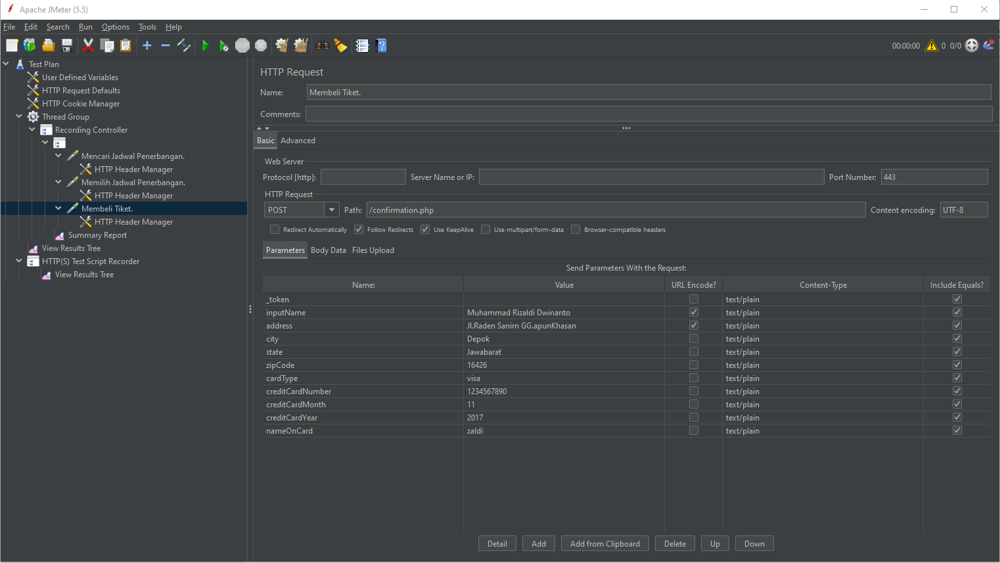 Apache JMeter (5.5)
File Edit Search Run Options Tools Help
STOP
00:00:00 0 0/0
Test Plan
User Defined Variables
HTTP Request Defaults
HTTP Cookie Manager
Thread Group
Recording Controller
Mencari Jadwal Penerbangan.
HTTP Header Manager
Memilih Jadwal Penerbangan.
HTTP Header Manager
Membeli Tiket.
HTTP Header Manager
Summary Report
View Results Tree
HTTP(S) Test Script Recorder
View Results Tree
HTTP Request
Name: Membeli Tiket.
Comments:
Basic Advanced
Web Server
Protocol [http]: Server Name or IP: Port Number: 443
HTTP Request
POST Path: /confirmation.php Content encoding: UTF-8
Redirect Automatically Follow Redirects Use KeepAlive Use multipart/form-data Browser-compatible headers
Parameters Body Data Files Upload
Send Parameters With the Request:
Name: Value URL Encode? Content-Type Include Equals?
_token text/plain
inputName Muhammad Rizaldi Dwinanto text/plain
address Jl.Raden Sanim GG.apunKhasan text/plain
city Depok text/plain
state Jawabarat text/plain
zipCode 16426 text/plain
cardType visa text/plain
creditCardNumber 1234567890 text/plain
creditCardMonth 11 text/plain
creditCardYear 2017 text/plain
nameOnCard zaldi text/plain
Detail Add Add from Clipboard Delete Up Down